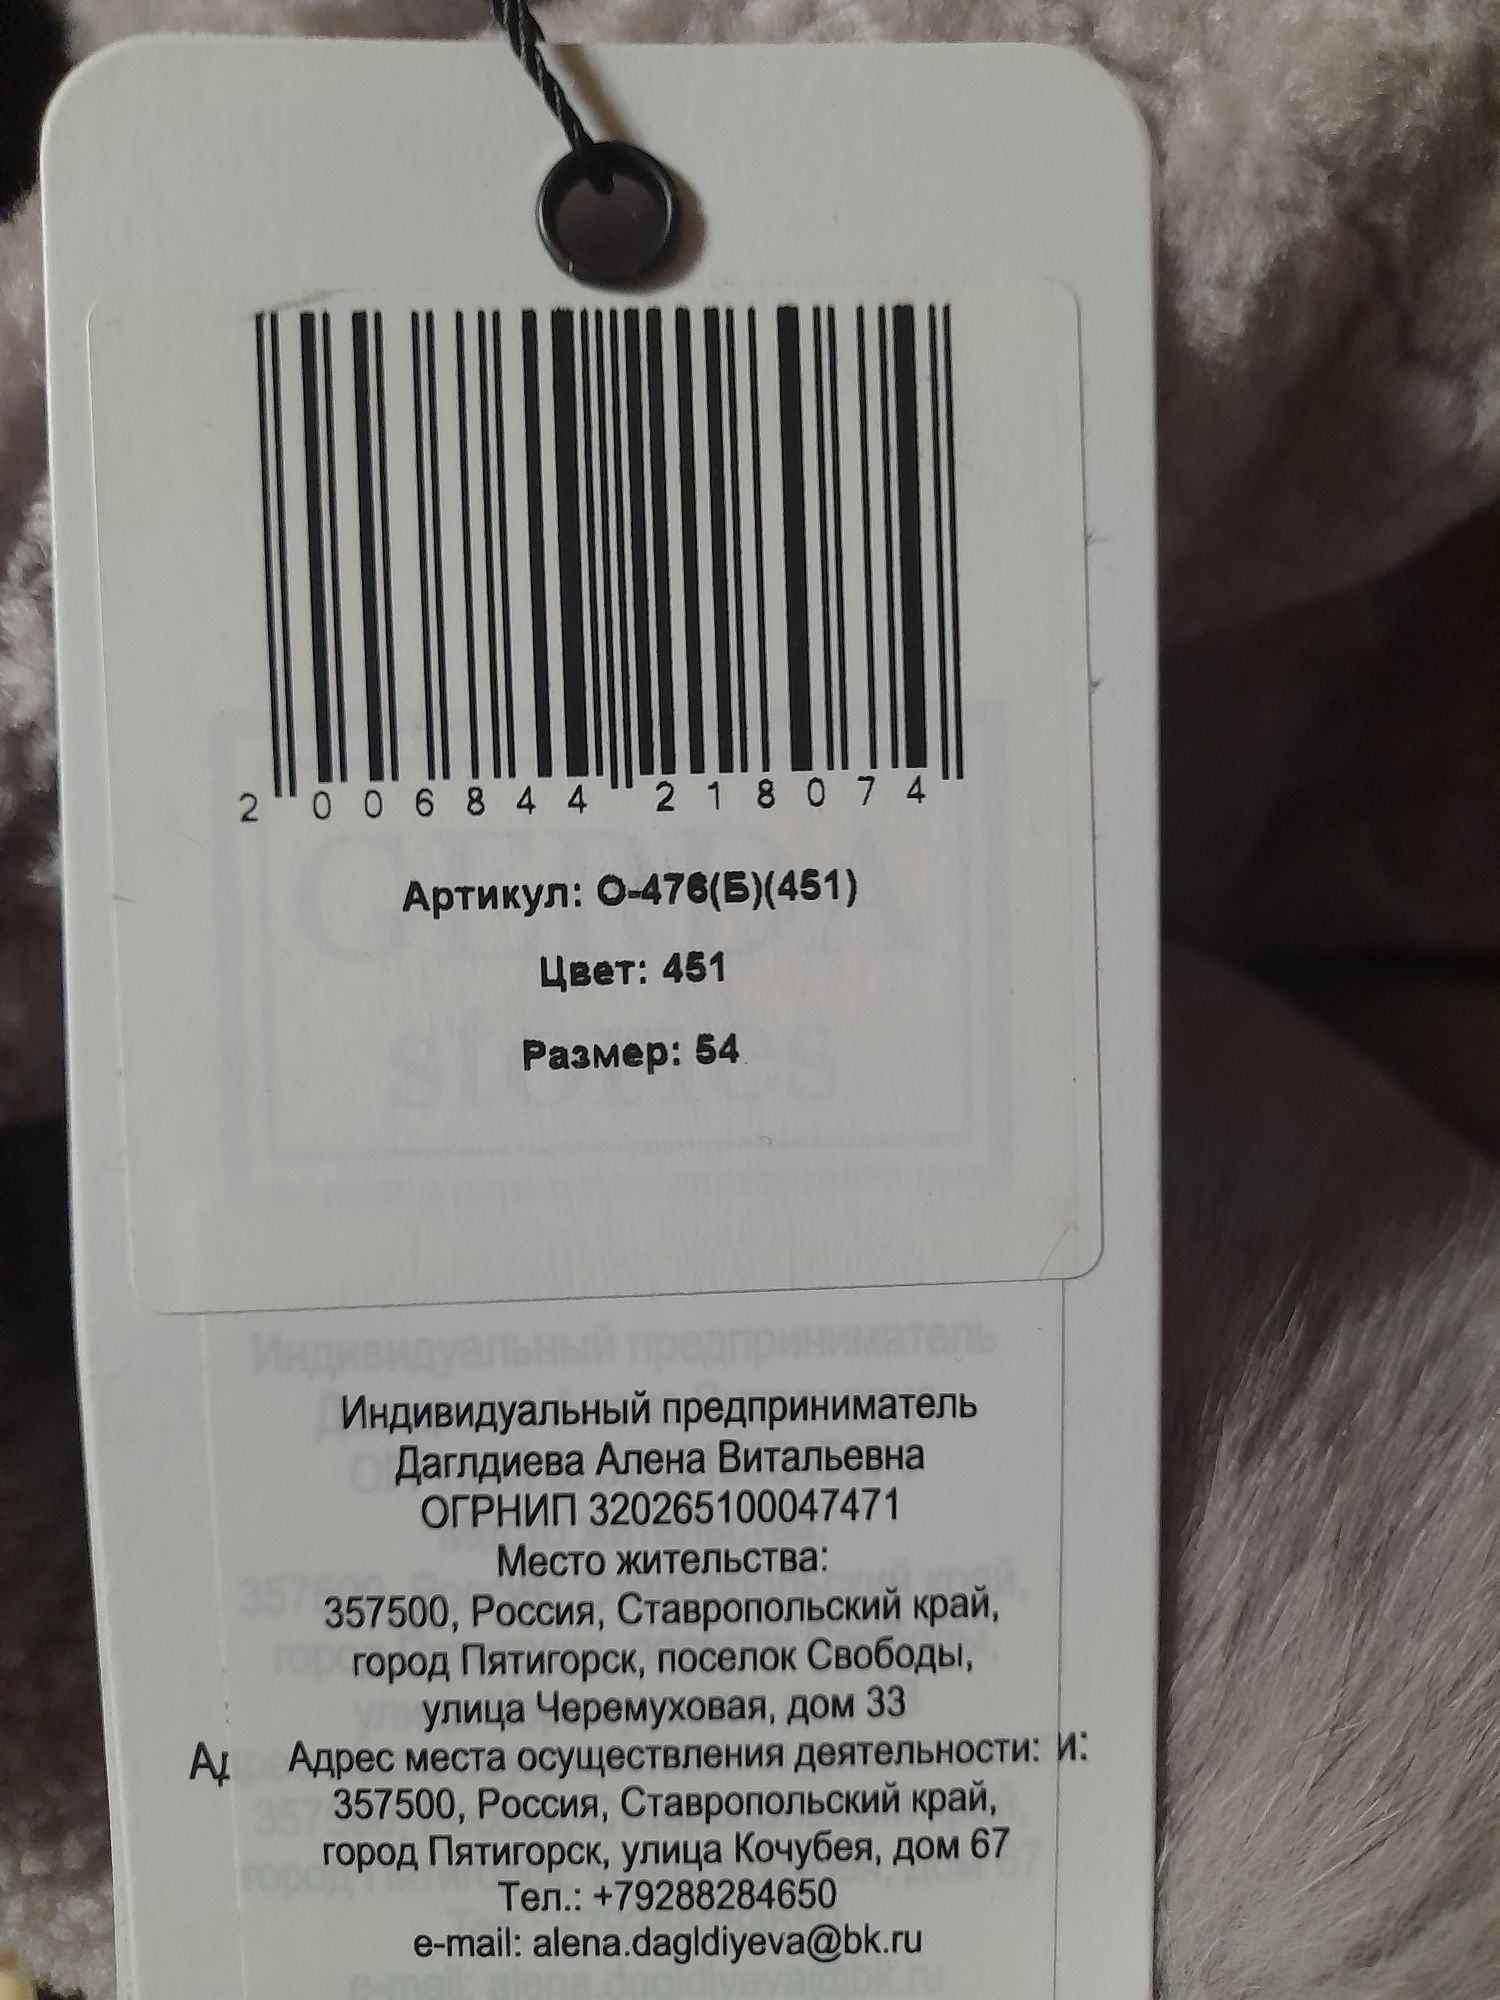 2 006844 218074
Артикул: О-476(Б)(451)
Цвет: 451
Размер: 54
Индивидуальный предприниматель
Даглдиева Алена Витальевна
ОГРНИП 320265100047471
Место жительства:
357500, Россия, Ставропольский край,
город Пятигорск, поселок Свободы,
улица Черемуховая, дом 33
Адрес места осуществления деятельности:
357500, Россия, Ставропольский край,
город Пятигорск, улица Кочубея, дом 67
Тел.: +79288284650
e-mail: alena.dagldiyeva@bk.ru